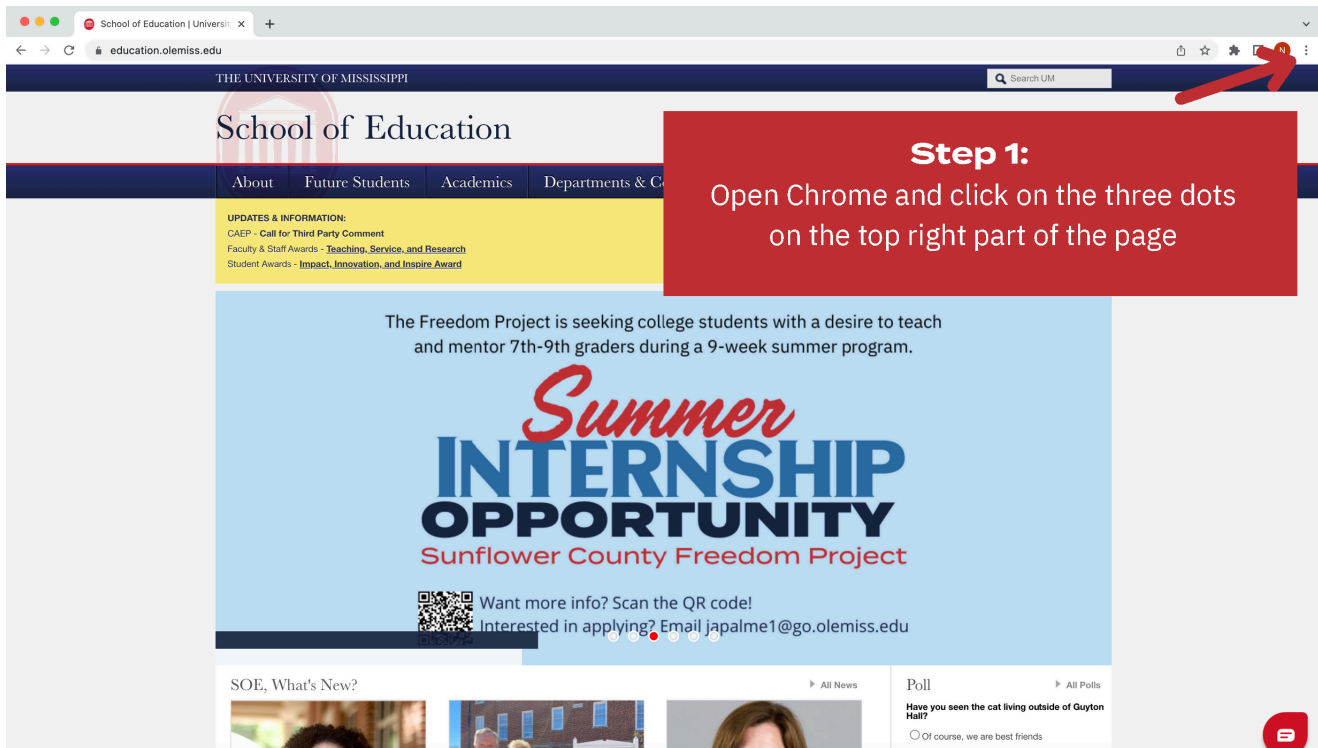 School of Education | Universit
education.olemiss.edu
N
THE UNIVERSITY OF MISSISSIPPI
Search UM
School of Education
About Future Students Academics Departments &
Step 1:
Open Chrome and click on the three dots
on the top right part of the page
UPDATES & INFORMATION:
CAEP - Call for Third Party Comment
Faculty & Staff Awards - Teaching, Service, and Research
Student Awards - Impact, Innovation, and Inspire Award
The Freedom Project is seeking college students with a desire to teach
and mentor 7th-9th graders during a 9-week summer program.
Summer
INTERNSHIP
OPPORTUNITY
Sunflower County Freedom Project
Want more info? Scan the QR code!
Interested in applying? Email japalme1@go.olemiss.edu
SOE, What's New?
All News
Poll
All Polls
Have you seen the cat living outside of Guyton
Hall?
Of course, we are best friends